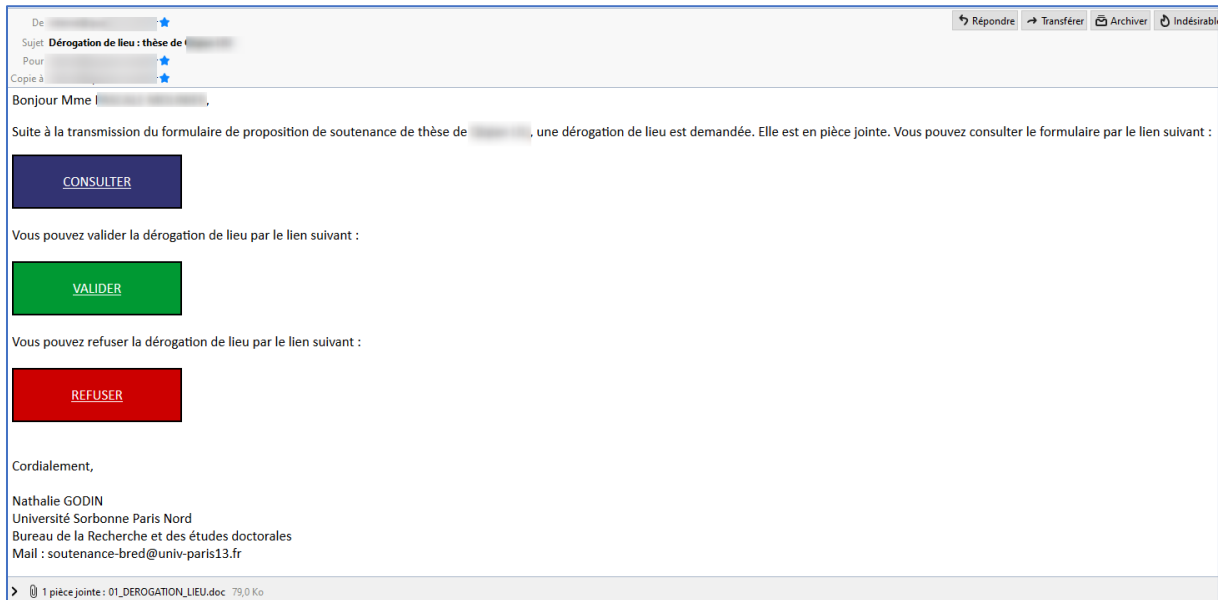 De
Répondre Transférer Archiver Indésirable
Sujet Dérogation de lieu : thèse de
Pour
Copie à
Bonjour Mme ,
Suite à la transmission du formulaire de proposition de soutenance de thèse de , une dérogation de lieu est demandée. Elle est en pièce jointe. Vous pouvez consulter le formulaire par le lien suivant :
CONSULTER
Vous pouvez valider la dérogation de lieu par le lien suivant :
VALIDER
Vous pouvez refuser la dérogation de lieu par le lien suivant :
REFUSER
Cordialement,
Nathalie GODIN
Université Sorbonne Paris Nord
Bureau de la Recherche et des études doctorales
Mail : soutenance-bred@univ-paris13.fr
1 pièce jointe : 01_DEROGATION_LIEU.doc 79,0 Ko